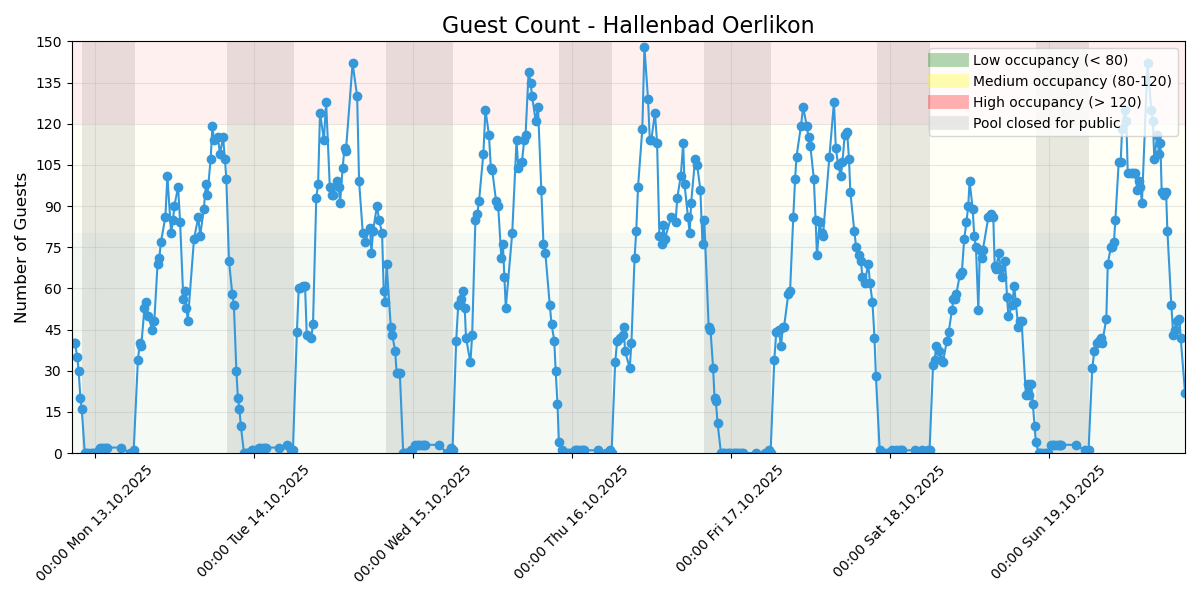 Guest Count - Hallenbad Oerlikon
Number of Guests
150
135
120
105
90
75
60
45
30
15
0
Low occupancy (< 80)
Medium occupancy (80-120)
High occupancy (> 120)
Pool closed for public
00:00 Mon 13.10.2025
00:00 Tue 14.10.2025
00:00 Wed 15.10.2025
00:00 Thu 16.10.2025
00:00 Fri 17.10.2025
00:00 Sat 18.10.2025
00:00 Sun 19.10.2025